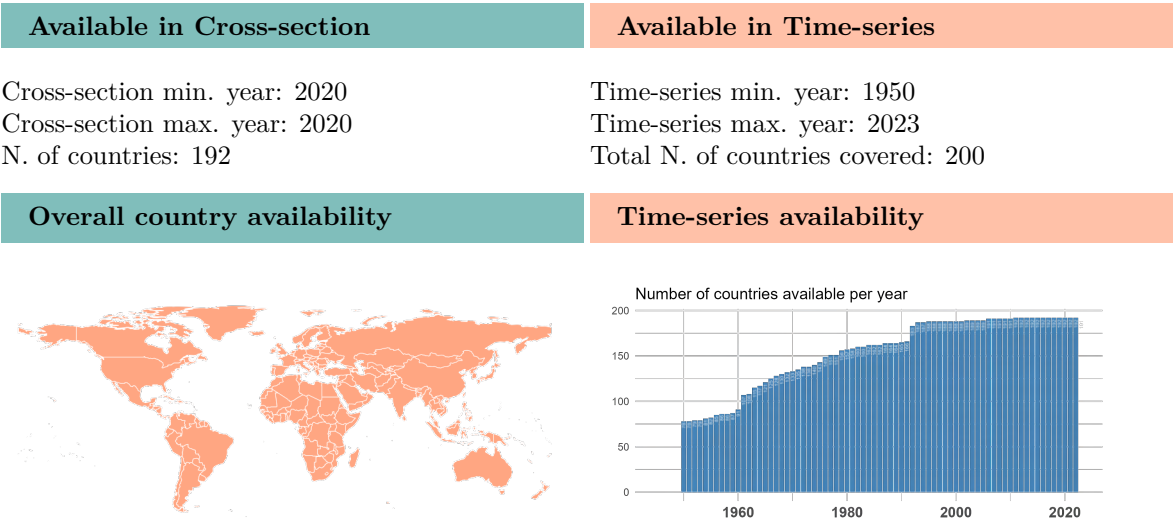 Available in Cross-section
Available in Time-series
Cross-section min. year: 2020
Cross-section max. year: 2020
N. of countries: 192
Time-series min. year: 1950
Time-series max. year: 2023
Total N. of countries covered: 200
Overall country availability
Time-series availability
Number of countries available per year
200
150
100
50
0
1960 1980 2000 2020